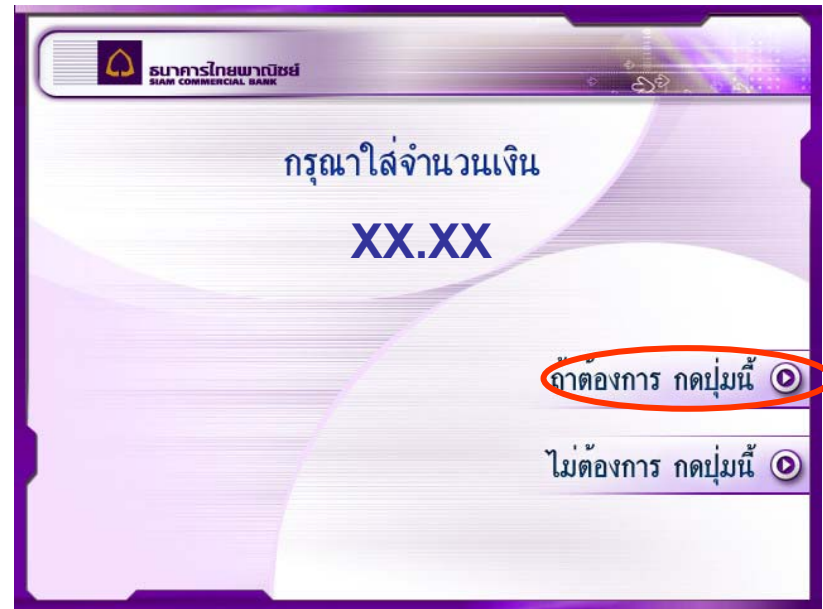 ธนาคารไทยพาณิชย์
SIAM COMMERCIAL BANK
กรุณาใส่จำนวนเงิน
XX.XX
ถ้าต้องการ กดปุ่มนี้
ไม่ต้องการ กดปุ่มนี้